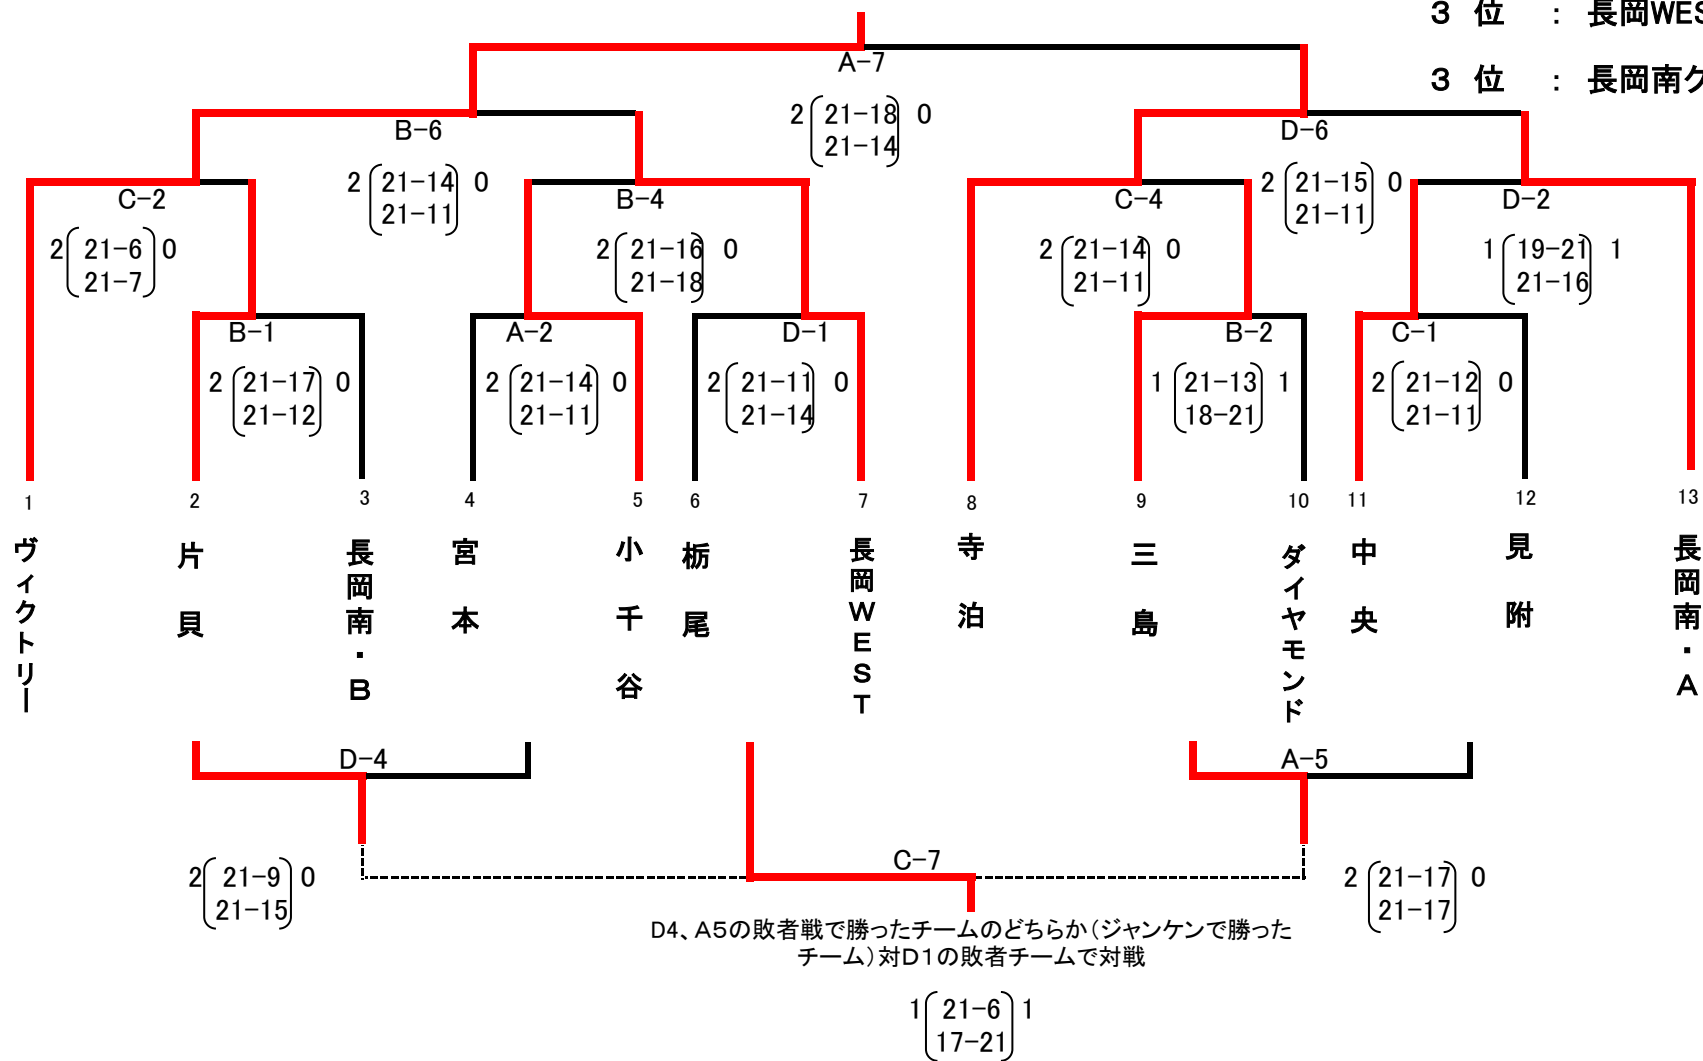 3 位 : 長岡WES
A-7
3 位 : 長岡南ク
2 21-18 0
21-14
B-6
D-6
2 21-14 0
21-11
2 21-15 0
21-11
C-2
B-4
C-4
D-2
2 21-6 0
21-7
2 21-16 0
21-18
2 21-14 0
21-11
1 19-21 1
21-16
B-1
A-2
D-1
B-2
C-1
2 21-17 0
21-12
2 21-14 0
21-11
2 21-11 0
21-14
1 21-13 1
18-21
2 21-12 0
21-11
1
2
3
4
5
6
7
8
9
10
11
12
13
ヴィクトリー
片貝
長岡南・B
宮本
小千谷
栃尾
長岡WEST
寺泊
三島
ダイヤモンド
中央
見附
長岡南・A
D-4
A-5
2 21-9 0
21-15
C-7
2 21-17 0
21-17
D4、A5の敗者戦で勝ったチームのどちらか(ジャンケンで勝った
チーム)対D1の敗者チームで対戦
1 21-6 1
17-21